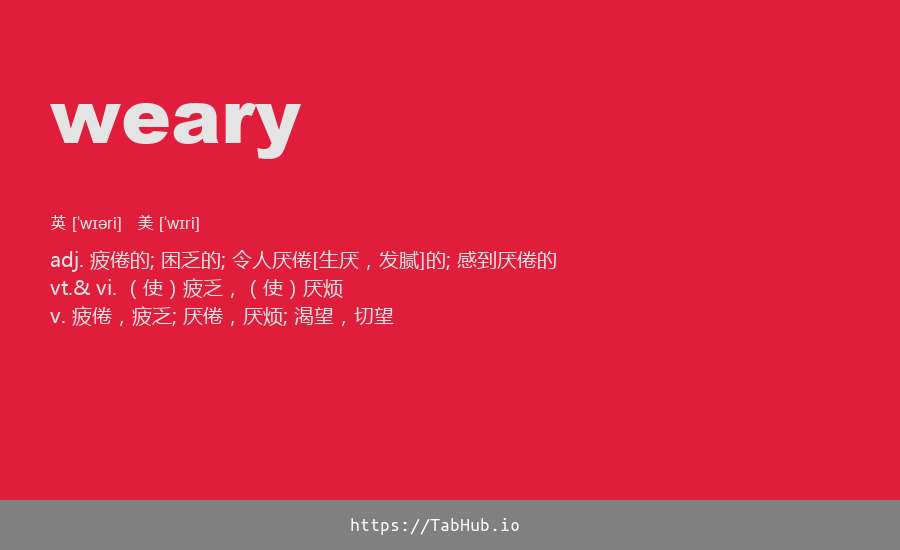 weary
英 [ˈwɪəri] 美 [ˈwɪri]
adj. 疲倦的; 困乏的; 令人厌倦[生厌，发腻]的; 感到厌倦的
vt.& vi. （使）疲乏，（使）厌烦
v. 疲倦，疲乏; 厌倦，厌烦; 渴望，切望
https://TabHub.io